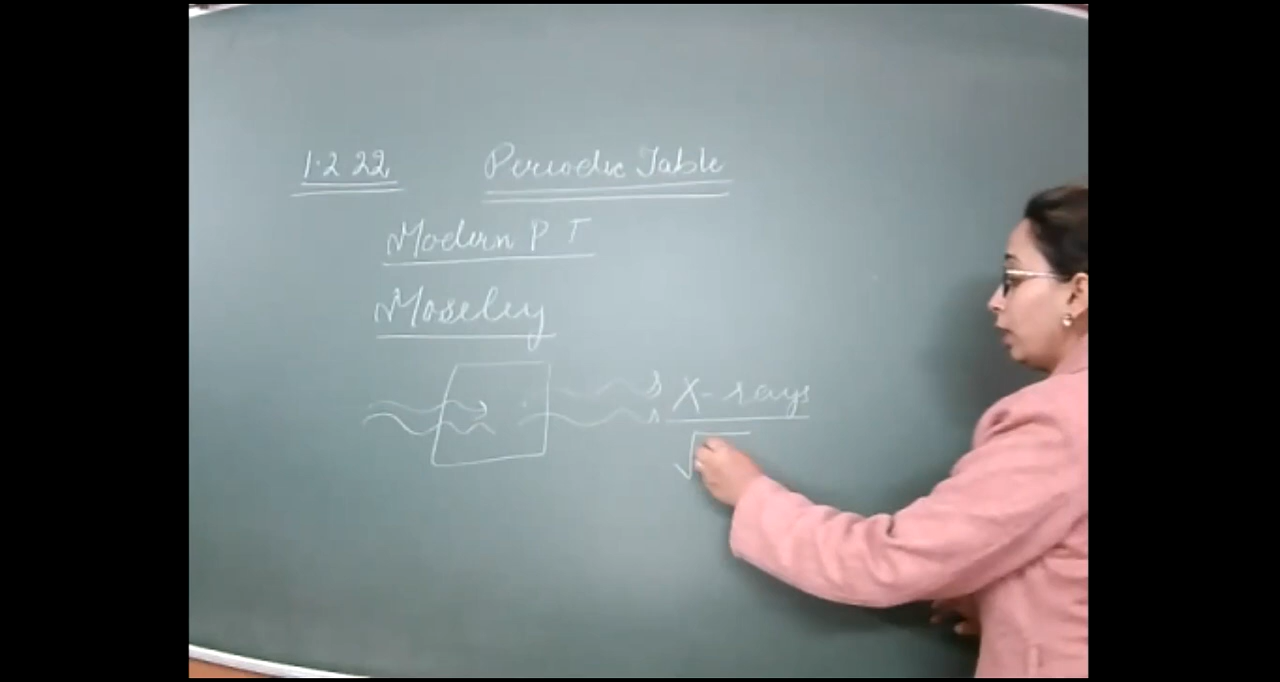 1.2.22
Periodic Table
Modern P T
Moseley
X-rays
√